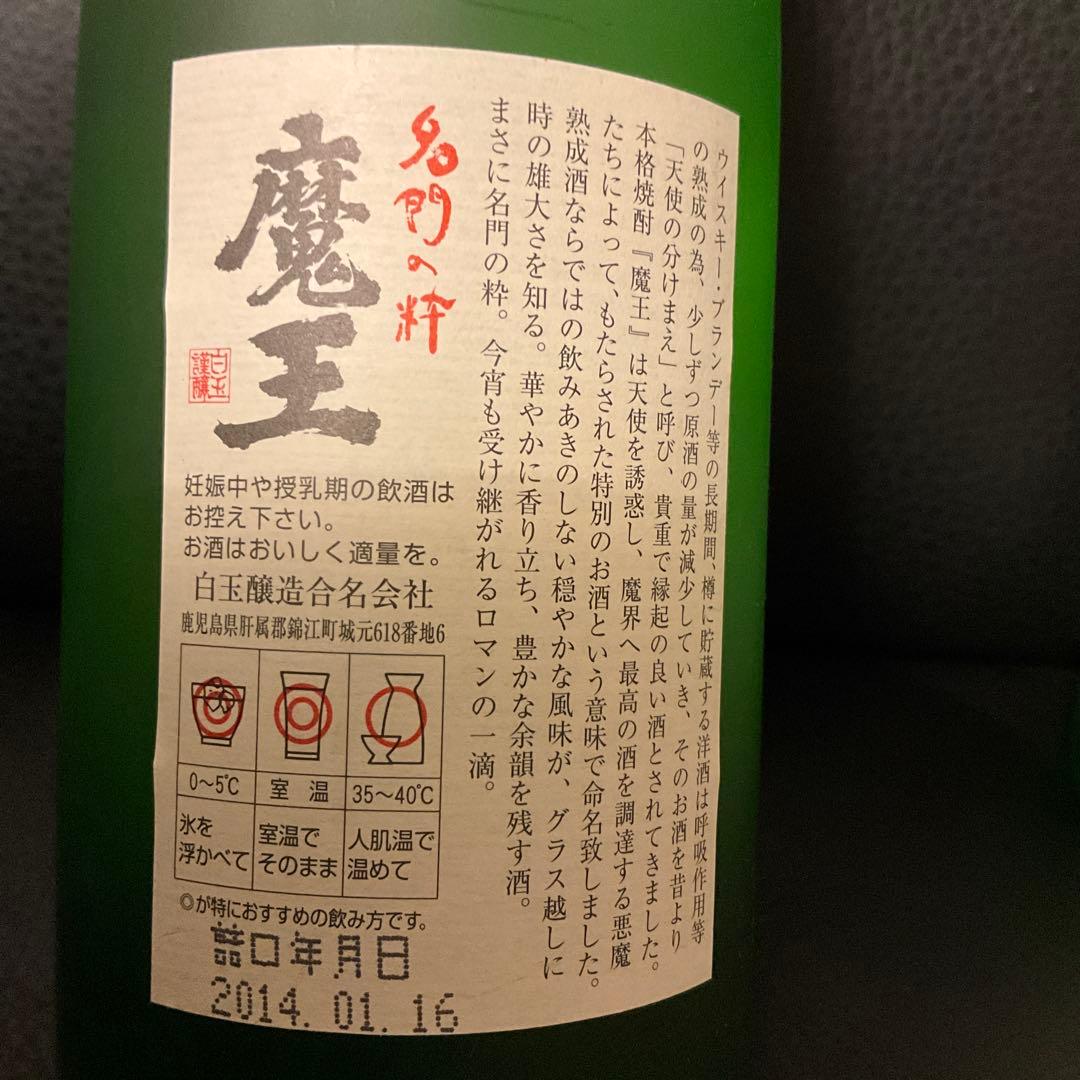 ウイスキー・ブランデー等の長期間、樽に貯蔵する洋酒は呼吸作用等
の熟成の為、少しずつ原酒の量が減少していき、そのお酒を昔より
「天使の分けまえ」と呼び、貴重で縁起の良い酒とされてきました。
本格焼酎『魔王』は天使を誘惑し、魔界へ最高の酒を調達する悪魔
たちによって、もたらされた特別のお酒という意味で命名致しました。
熟成酒ならではの飲みあきのしない穏やかな風味が、グラス越しに
時の雄大さを知る。華やかに香り立ち、豊かな余韻を残す酒。
まさに名門の粋。今宵も受け継がれるロマンの一滴。
名門の粋
魔王
白玉
謹醸
妊娠中や授乳期の飲酒は
お控え下さい。
お酒はおいしく適量を。
白玉醸造合名会社
鹿児島県肝属郡錦江町城元618番地6
0〜5℃
室温
35〜40℃
氷を
浮かべて
室温で
そのまま
人肌温で
温めて
◎が特におすすめの飲み方です。
詰口年月日
2014.01.16